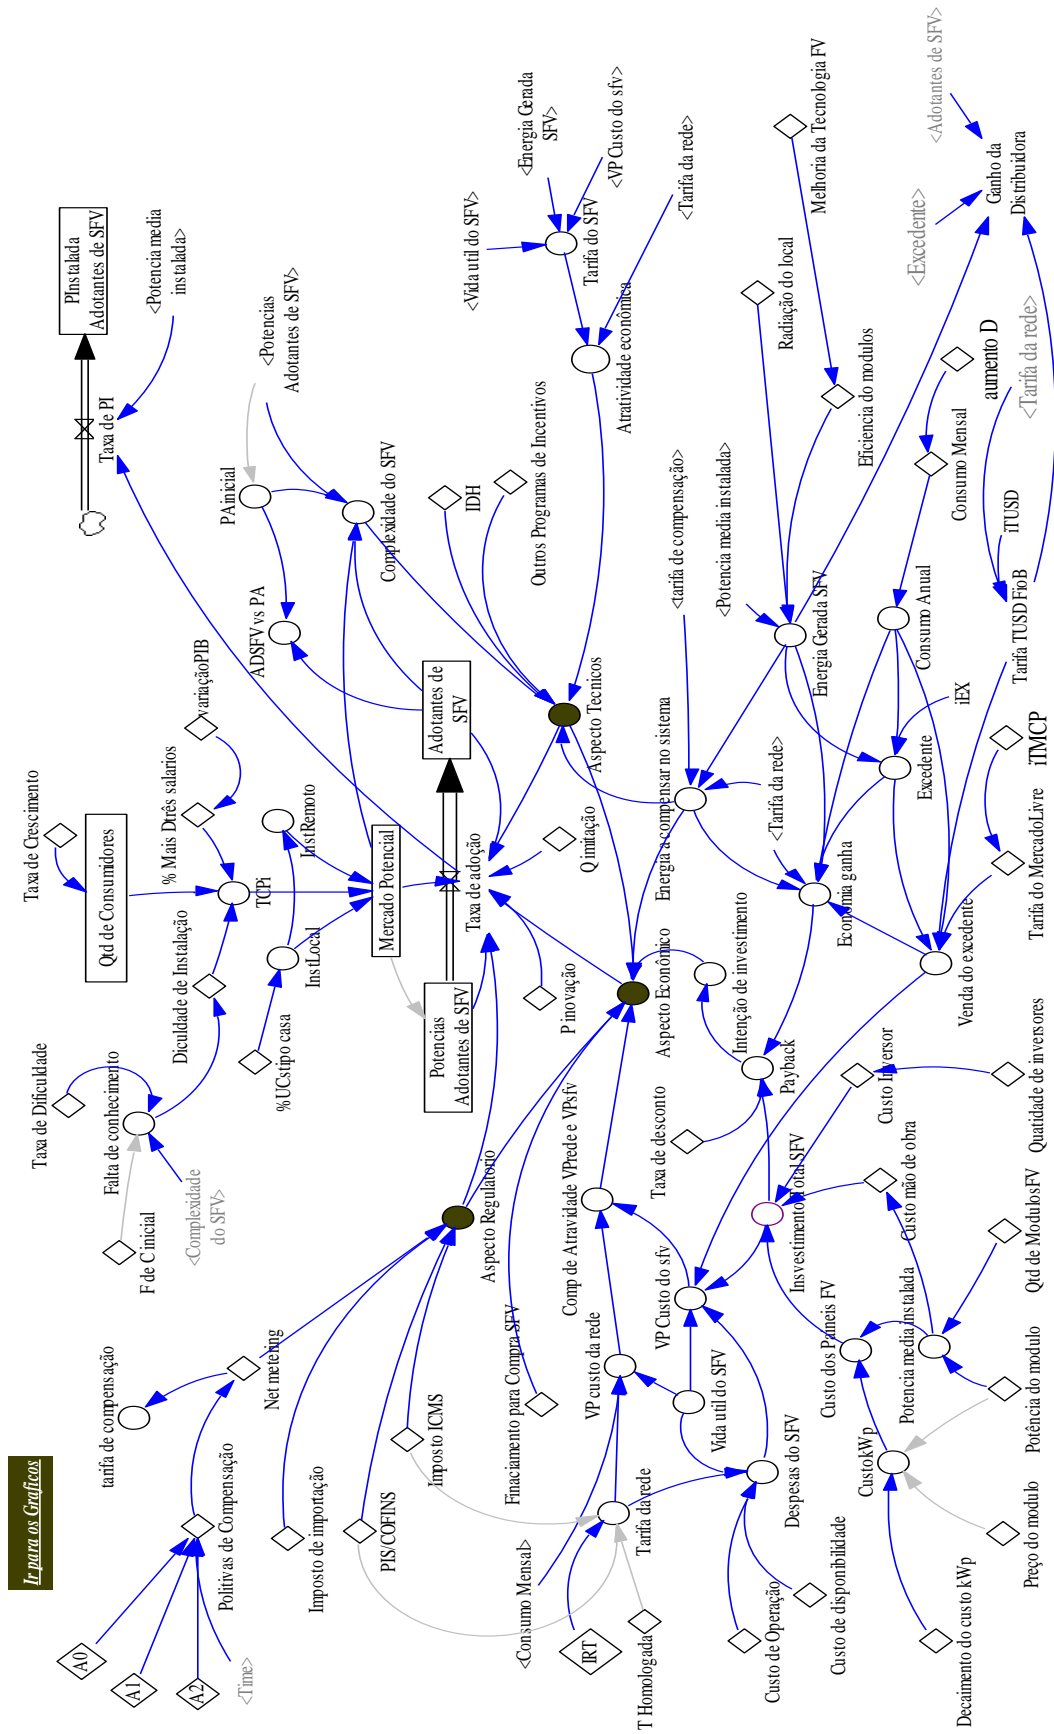 Ir para os Graficos
A0
A1
A2
<Time>
Politivas de Compensação
tarifa de compensação
Net metering
Imposto de importação
PIS/COFINS
Imposto ICMS
Aspecto Regulatorio
Finaciamento para Compra SFV
F de C inicial
<Complexidade
do SFV>
Falta de conhecimento
Taxa de Dificuldade
Diculdade de Instalação
%UCstipo casa
InstLocal
InstRemoto
TCPi
Qtd de Consumidores
Taxa de Crescimento
% Mais Dtrês salarios
variaçãoPIB
Mercado Potencial
Potencias
Adotantes de SFV
Taxa de adoção
Adotantes de
SFV
P inovação
Q imitação
ADSFV vs PA
PAinicial
<Potencias
Adotantes de SFV>
Complexidade do SFV
Taxa de PI
PInstalada
Adotantes de SFV
<Potencia media
instalada>
IDH
Outros Programas de Incentivos
Aspecto Tecnicos
Atratividade econômica
Tarifa do SFV
<Vida util do SFV>
<Energia Gerada
SFV>
<VP Custo do sfv>
<Tarifa da rede>
<Consumo Mensal>
IRT
T Homologada
Tarifa da rede
VP custo da rede
Comp de Atravidade VPrede e VPsfv
Aspecto Econômico
Vida util do SFV
VP Custo do sfv
Despesas do SFV
Custo de Operação
Custo de disponibilidade
Taxa de desconto
Intenção de investimento
Payback
Insvestimento Total SFV
Energia a compensar no sistema
<tarifa de compensação>
<Potencia media instalada>
<Tarifa da rede>
Economia ganha
Energia Gerada SFV
Radiação do local
Melhoria da Tecnologia FV
Eficiencia do modulos
Excedente
iEX
Consumo Anual
Consumo Mensal
aumento D
Venda do excedente
Tarifa do MercadoLivre
iTMCP
Tarifa TUSD FioB
iTUSD
<Tarifa da rede>
<Excedente>
<Adotantes de SFV>
Ganho da
Distribuidora
Custo Inversor
Quatidade de inversores
Custo mão de obra
Custo dos Paineis FV
Potencia media instalada
Qtd de ModulosFV
Potência do modulo
CustokWp
Preço do modulo
Decaimento do custo kWp